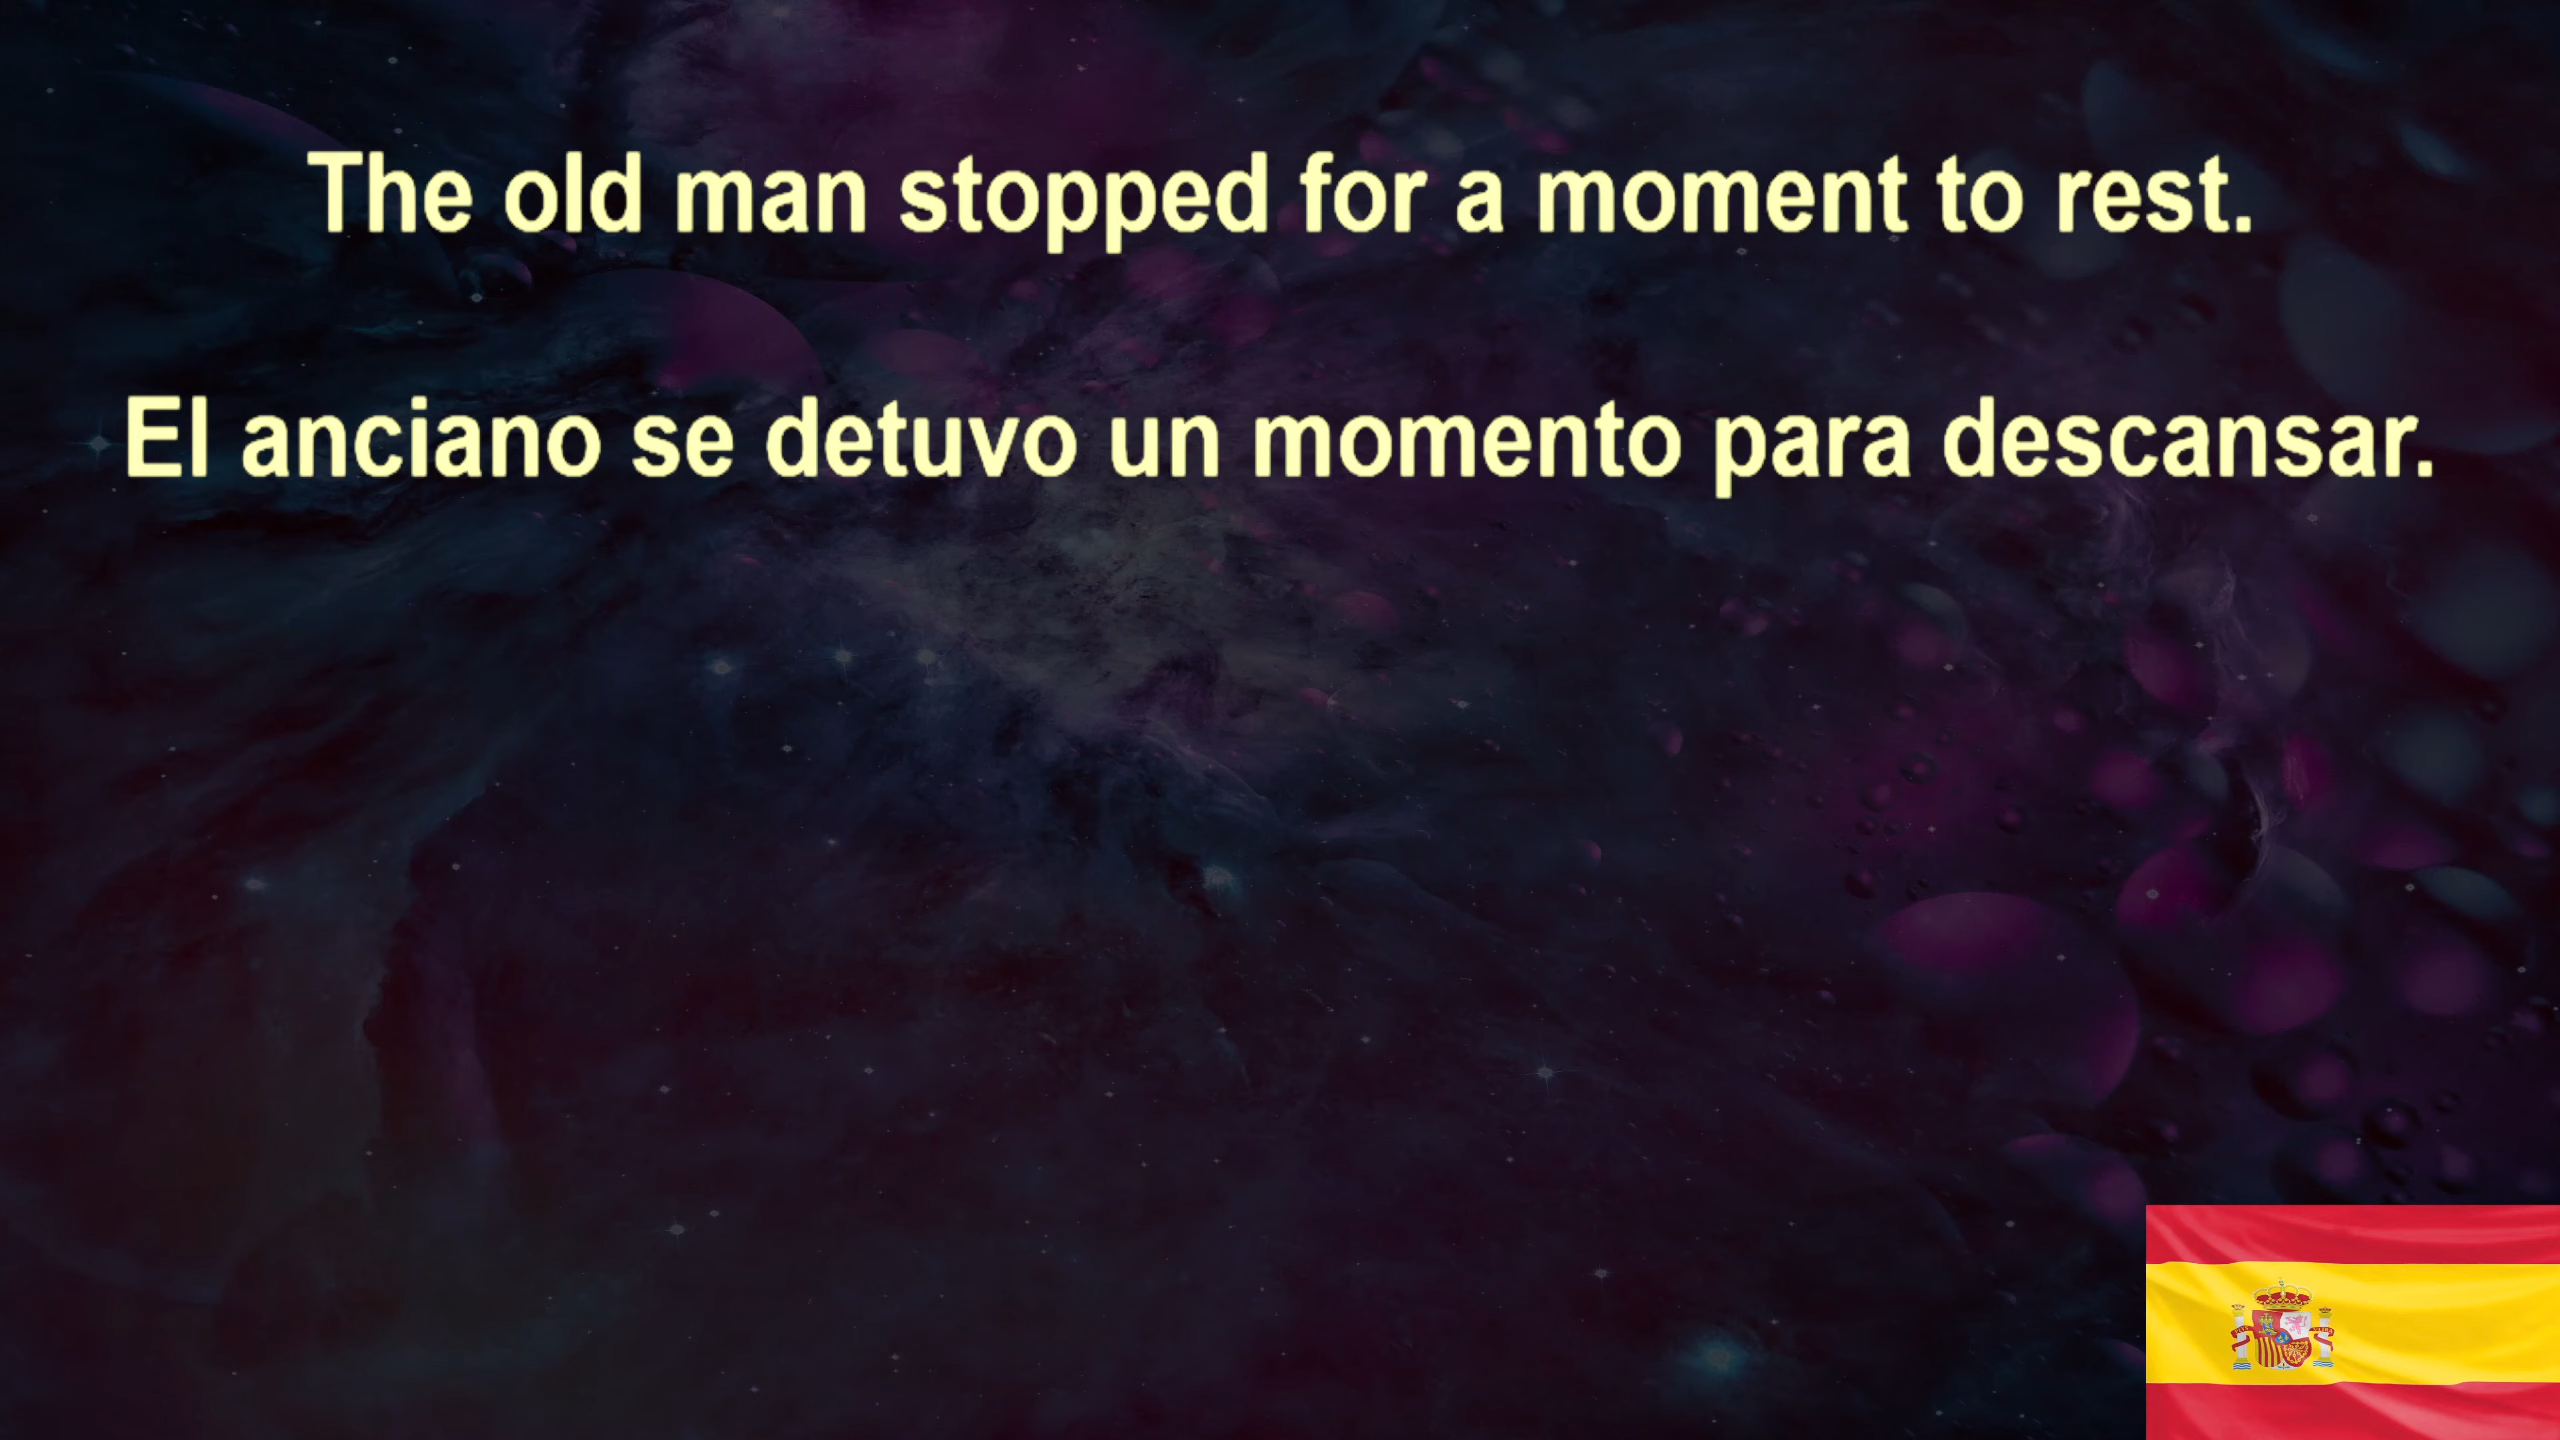 The old man stopped for a moment to rest.
El anciano se detuvo un momento para descansar.